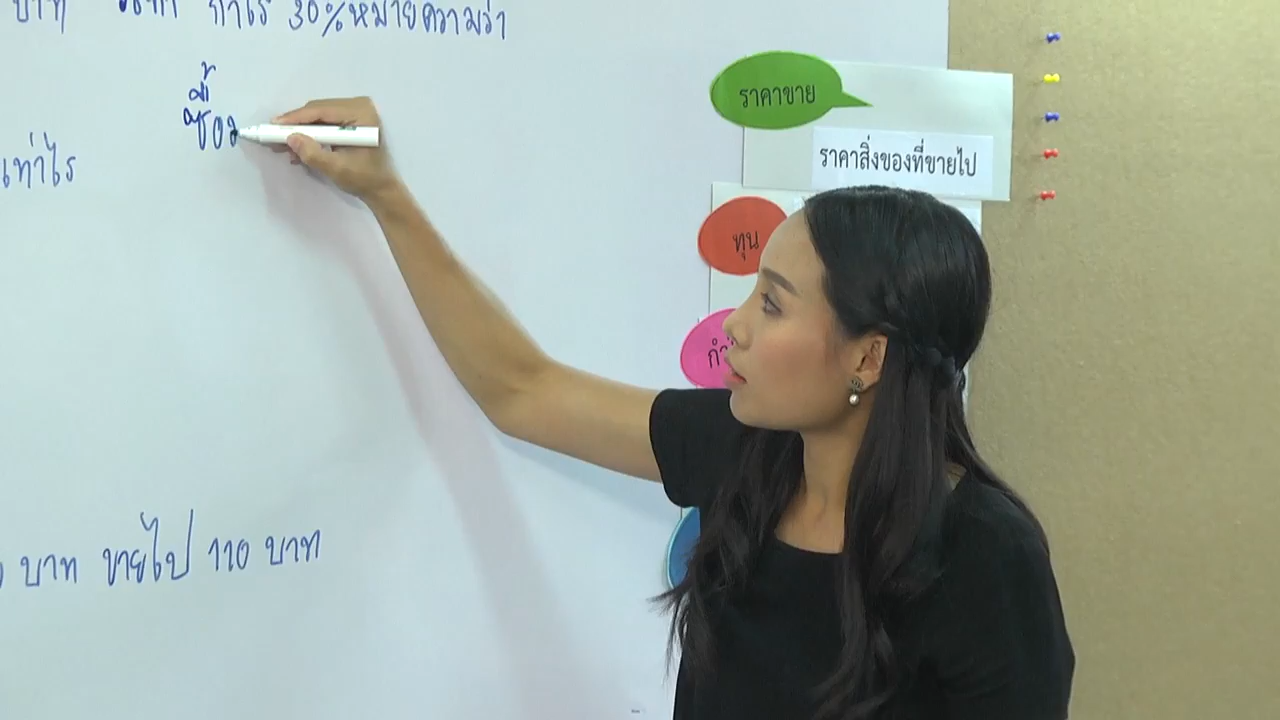 บาท กำไร 30% หมายความว่า
ซื้อม
เท่าไร
บาท ขายไป 110 บาท
ราคาขาย
ราคาสิ่งของที่ขายไป
ทุน
กำ